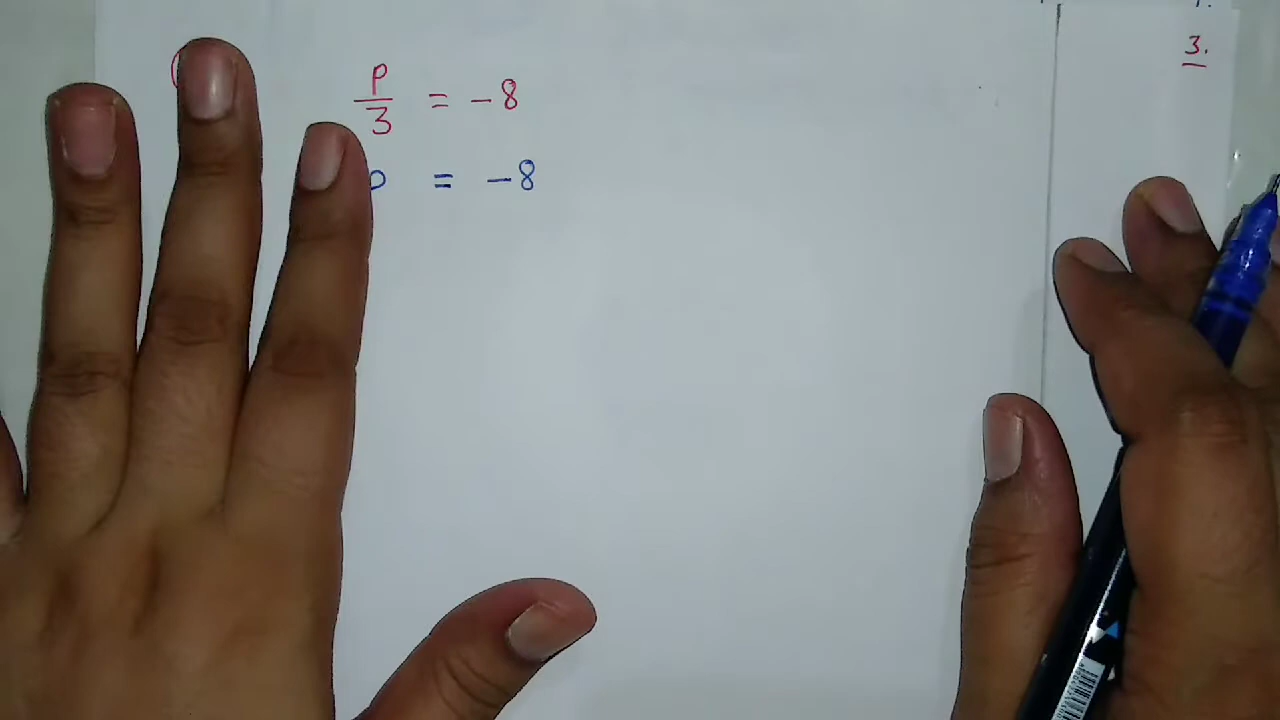 3.
p/3 = -8
p = -8